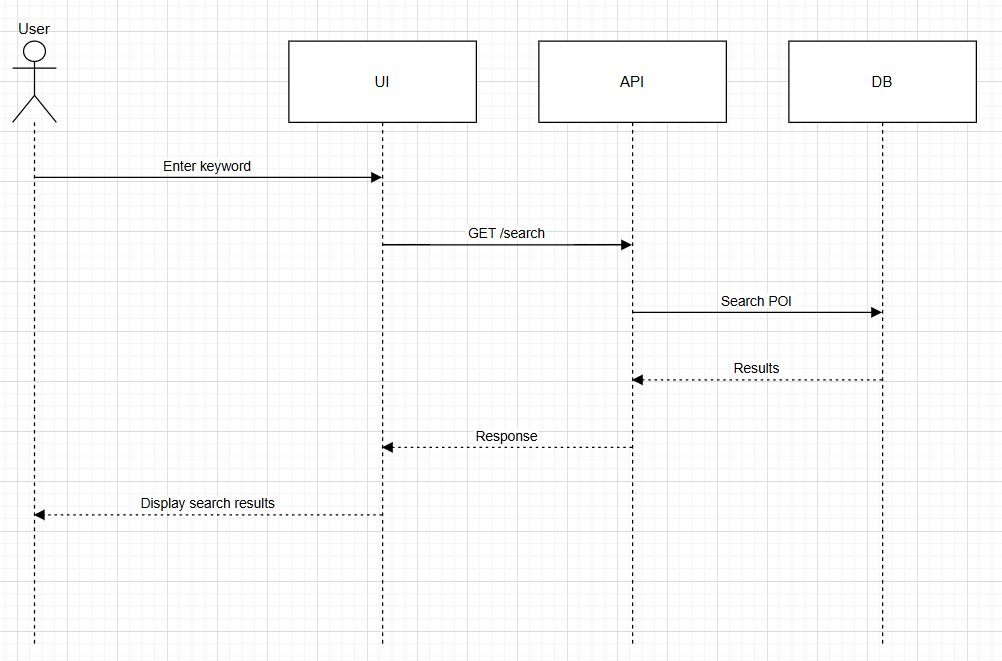 User
UI
API
DB
Enter keyword
GET /search
Search POI
Results
Response
Display search results